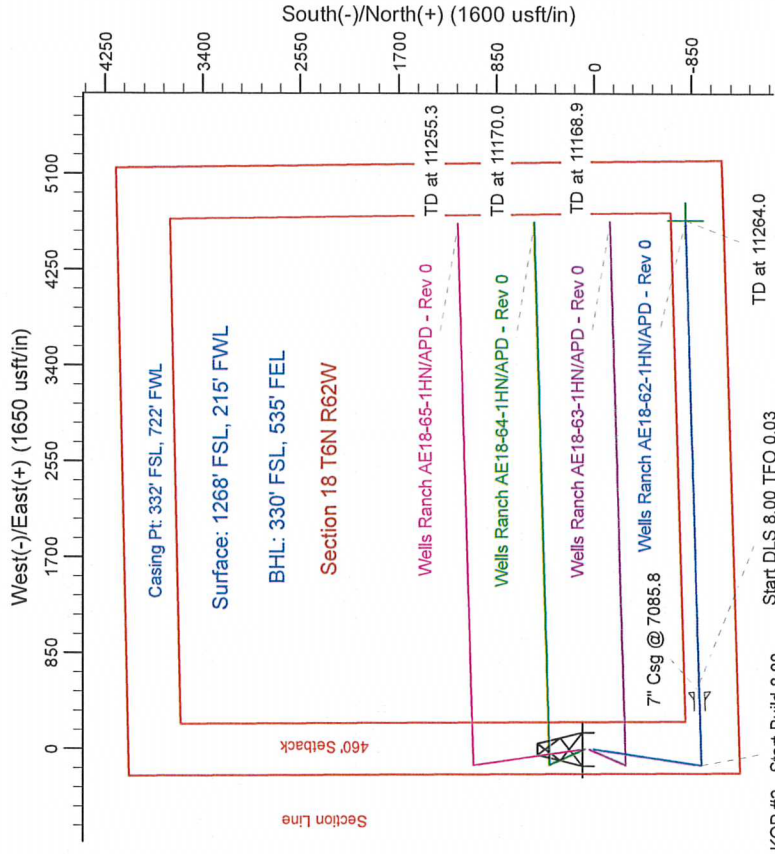 West(-)/East(+) (1650 usft/in)
0
850
1700
2550
3400
4250
5100
South(-)/North(+) (1600 usft/in)
4250
3400
2550
1700
850
0
-850
Casing Pt: 332' FSL, 722' FWL
Surface: 1268' FSL, 215' FWL
BHL: 330' FSL, 535' FEL
Section 18 T6N R62W
Wells Ranch AE18-65-1HN/APD - Rev 0
TD at 11255.3
Wells Ranch AE18-64-1HN/APD - Rev 0
TD at 11170.0
Wells Ranch AE18-63-1HN/APD - Rev 0
TD at 11168.9
Wells Ranch AE18-62-1HN/APD - Rev 0
7" Csg @ 7085.8
460' Setback
Section Line
TD at 11264.0
Start DLS 8.00 TFO 0.03